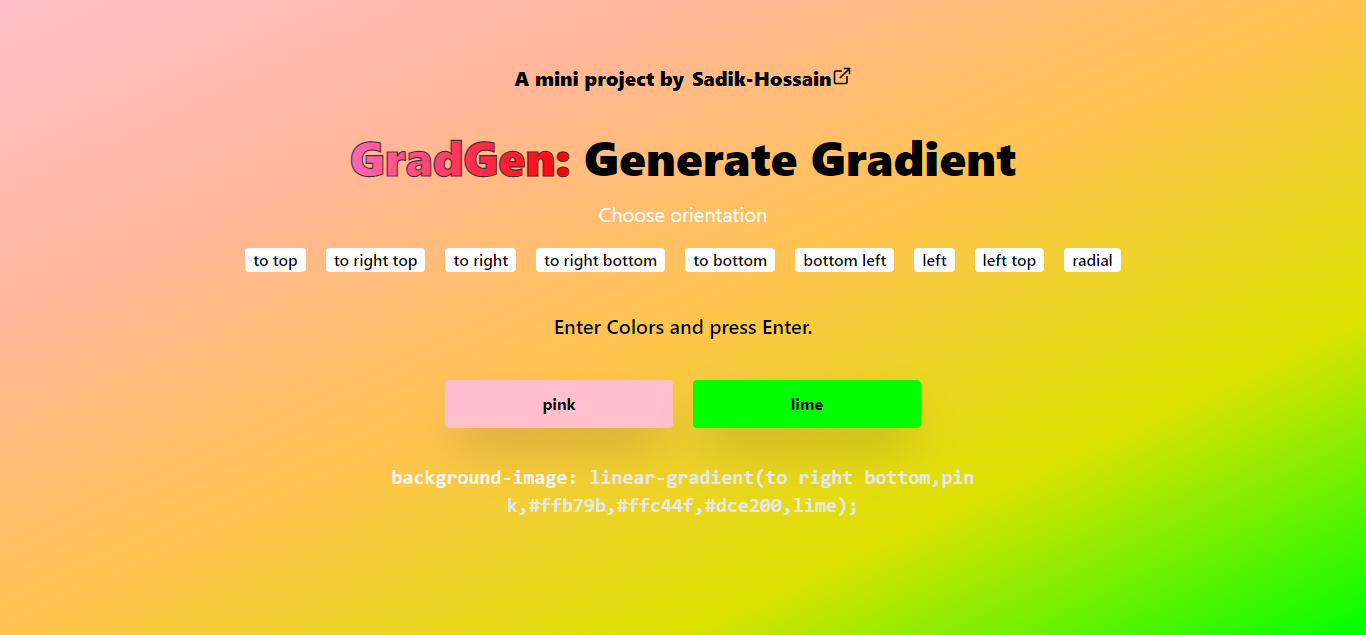 A mini project by Sadik-Hossain
GradGen: Generate Gradient
Choose orientation
to top to right top to right to right bottom to bottom bottom left left left top radial
Enter Colors and press Enter.
pink lime
background-image: linear-gradient(to right bottom,pin
k,#ffb79b,#ffc44f,#dce200,lime);